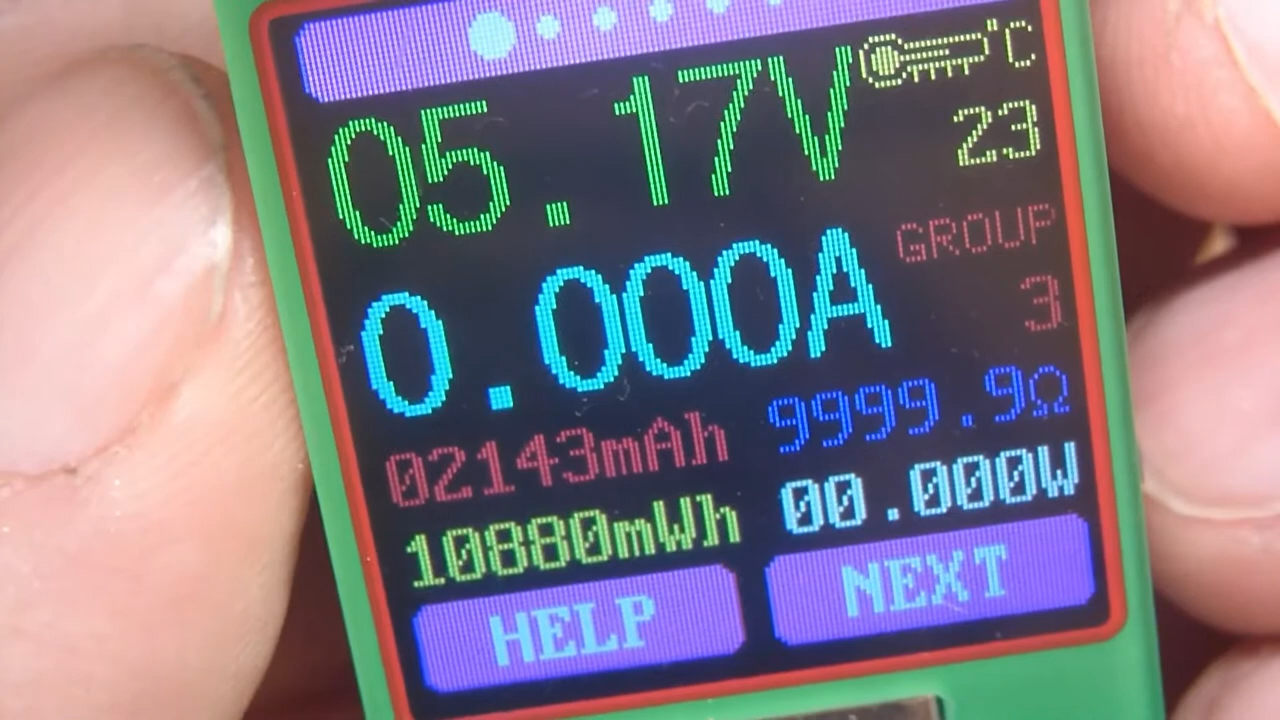 05.17V
°C
23
0.000A
GROUP
3
02143mAh
9999.9Ω
10880mWh
00.000W
HELP
NEXT